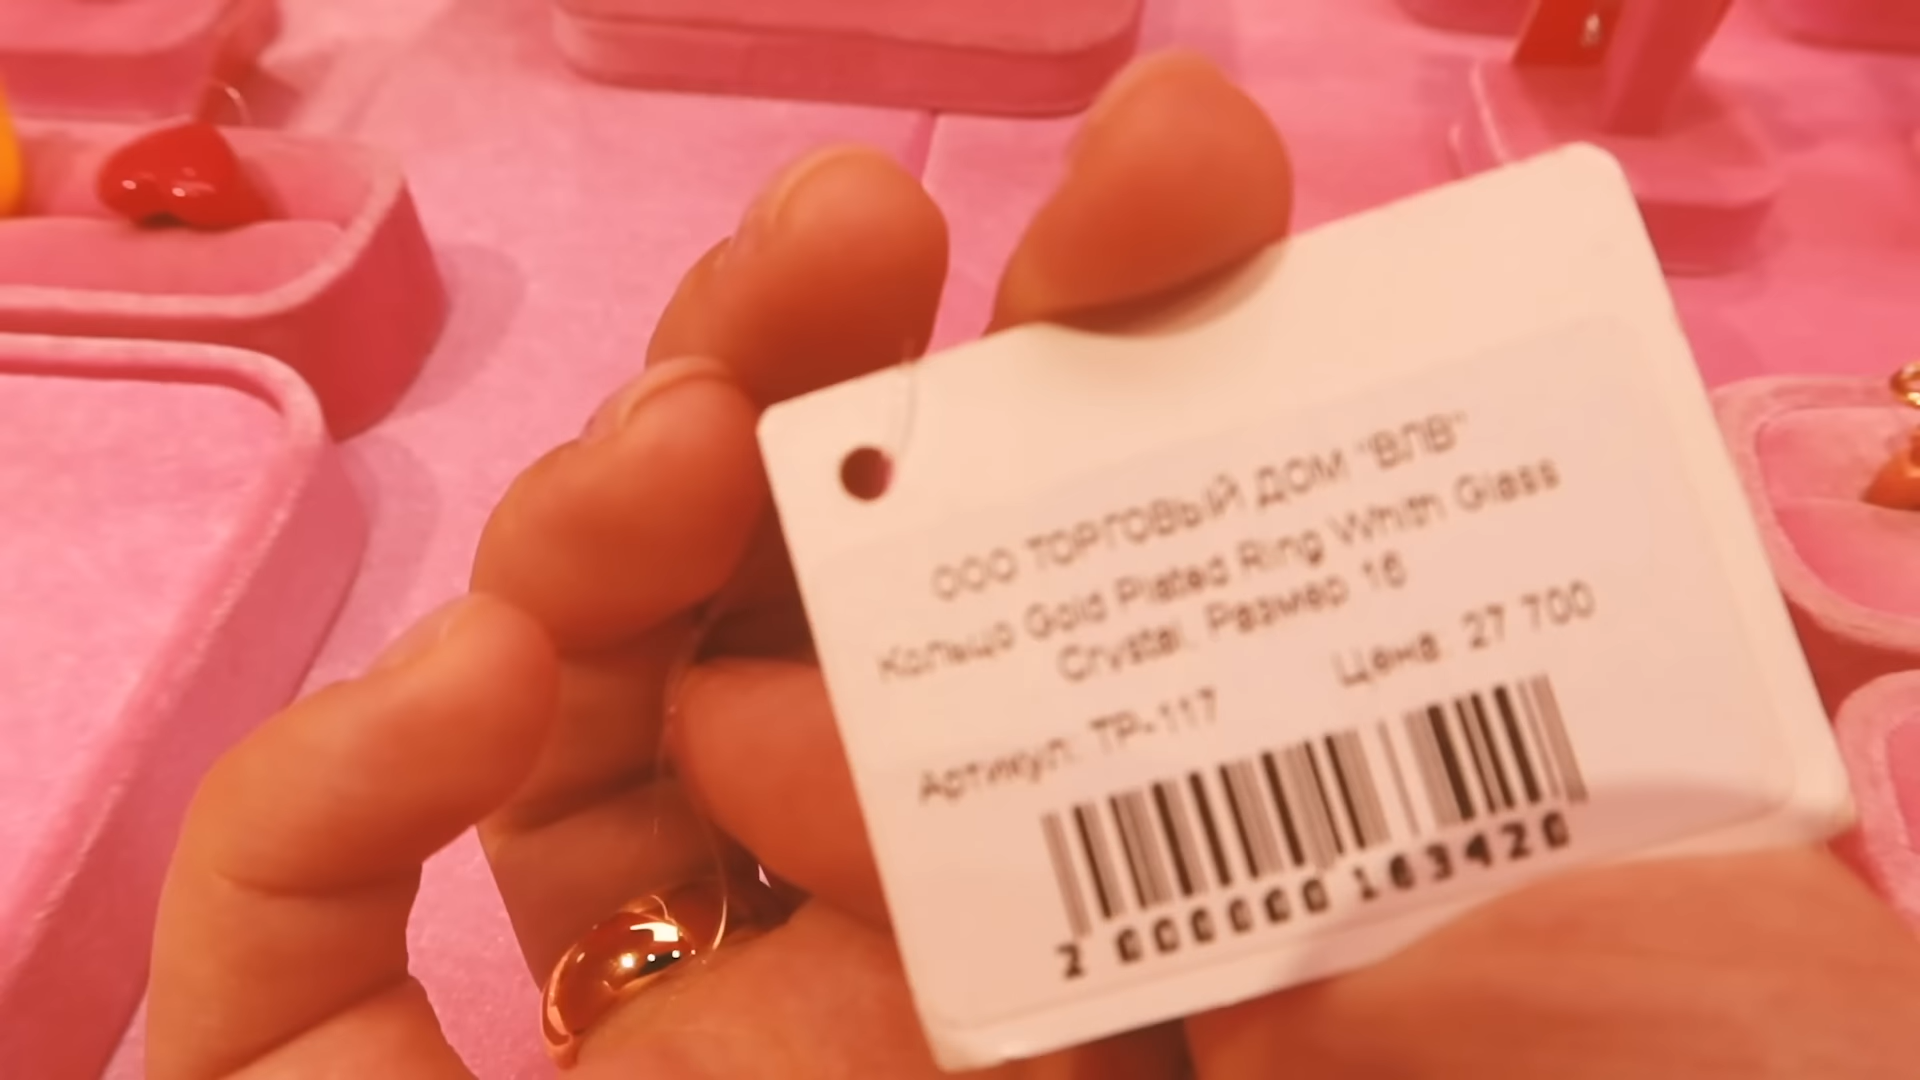 ООО ТОРГОВЫЙ ДОМ "ВЛВ"
Кольцо Gold Plated Ring Whith Glass
Crystal. Размер 16
Артикул: TP-117 Цена: 27 700
2 000000 163420